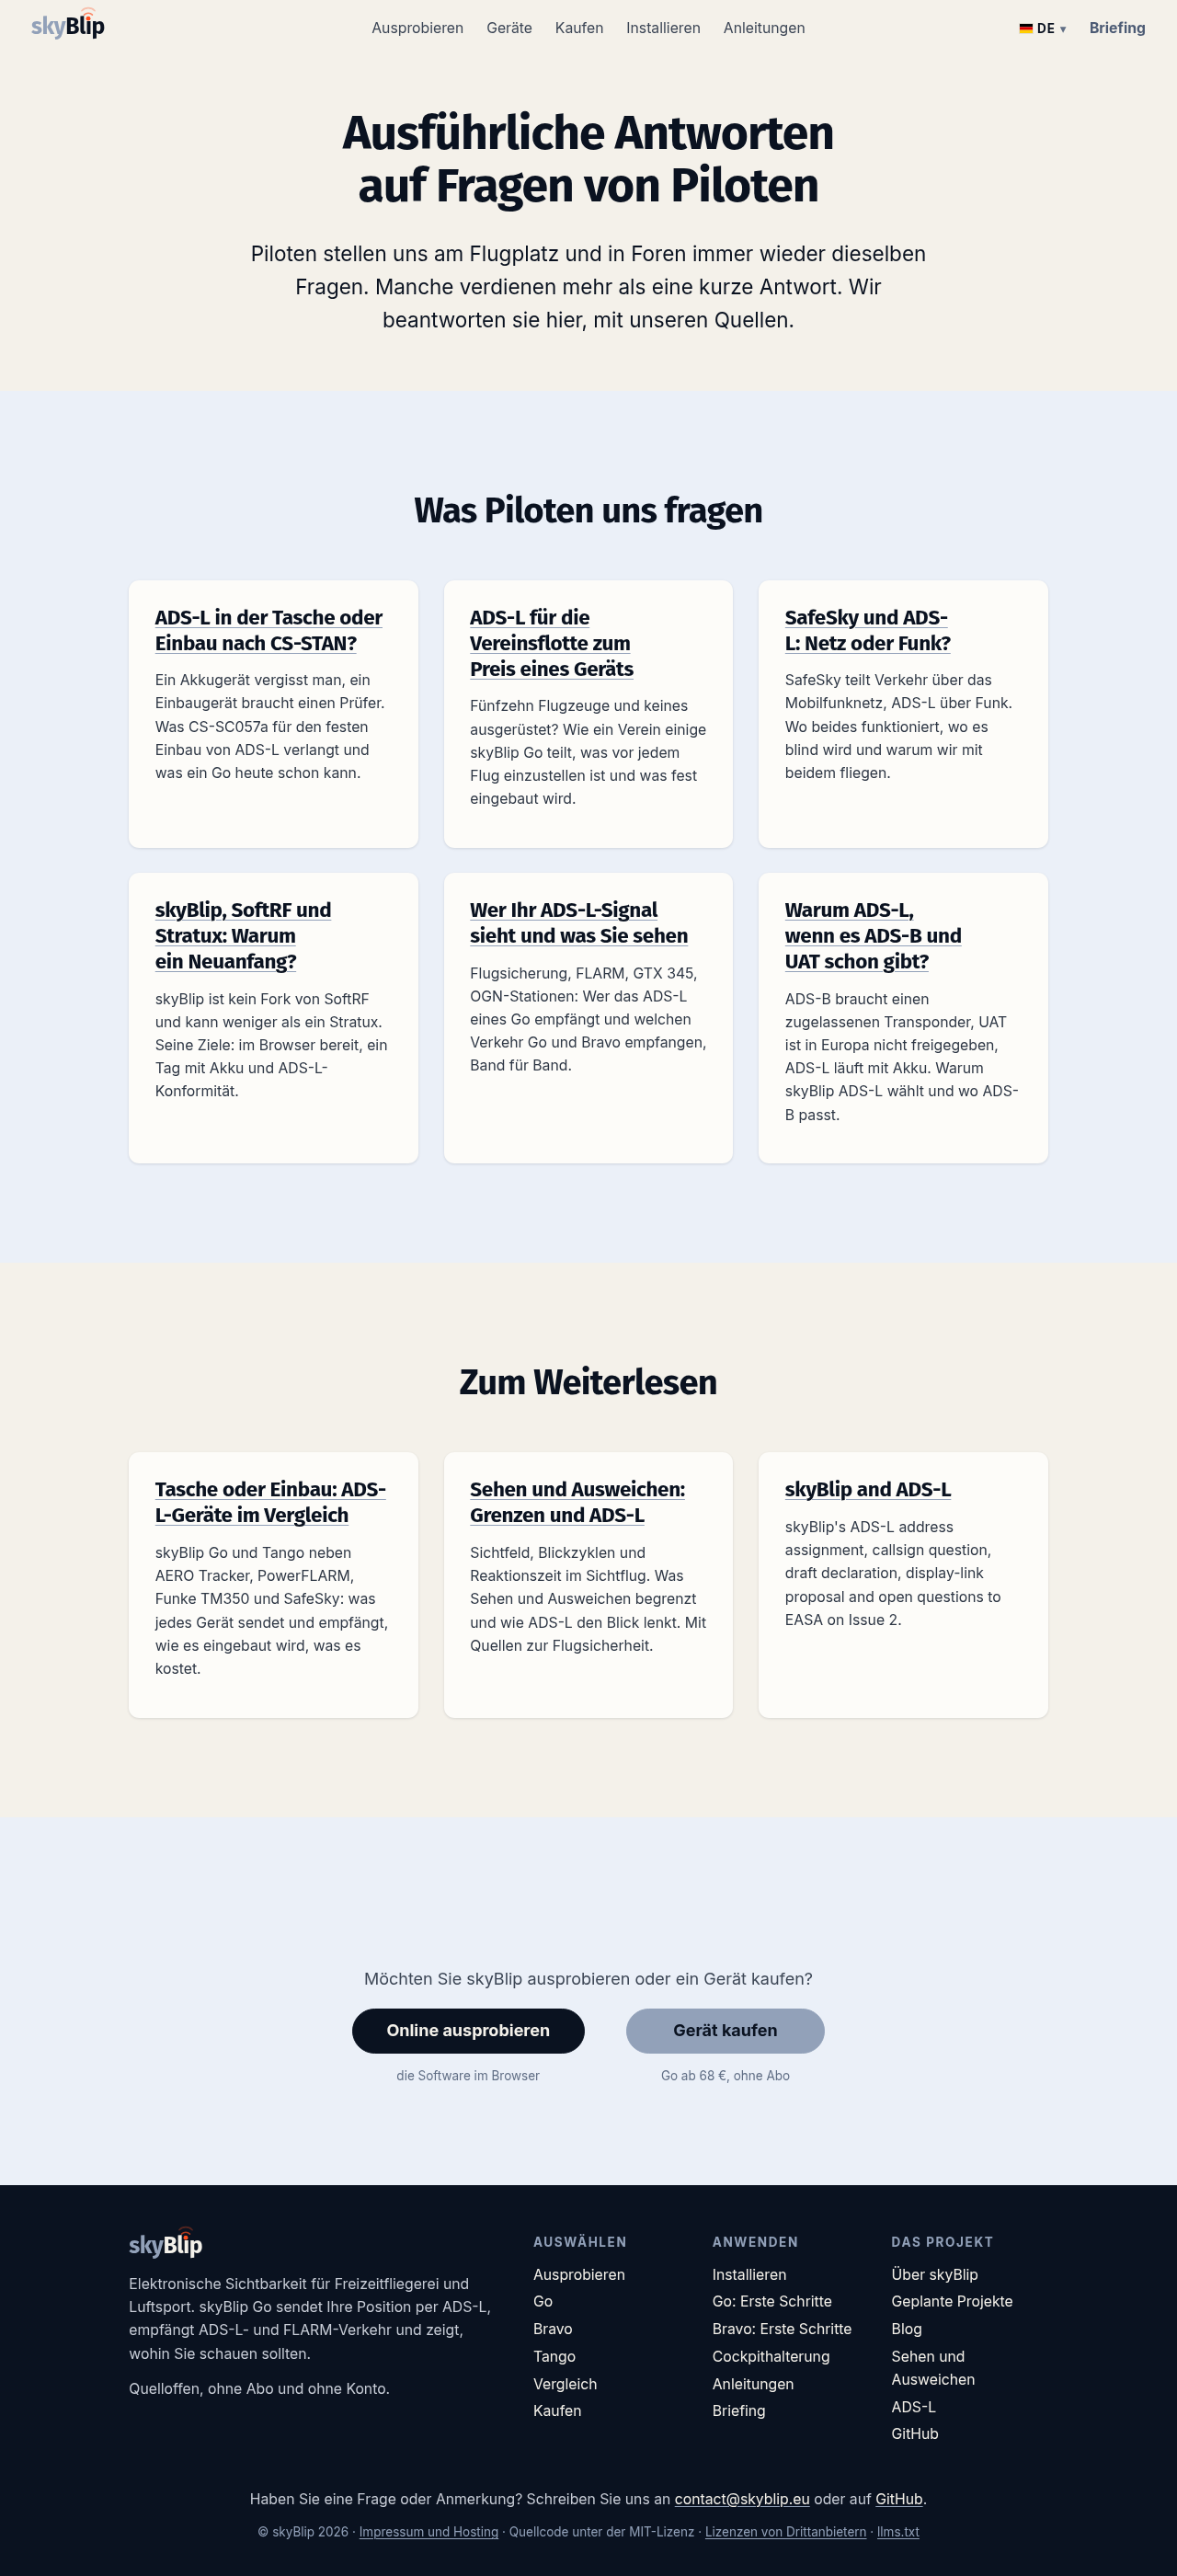 skyBlip
Ausprobieren Geräte Kaufen Installieren Anleitungen
DE ▾ Briefing
Ausführliche Antworten
auf Fragen von Piloten
Piloten stellen uns am Flugplatz und in Foren immer wieder dieselben
Fragen. Manche verdienen mehr als eine kurze Antwort. Wir
beantworten sie hier, mit unseren Quellen.
Was Piloten uns fragen
ADS-L in der Tasche oder
Einbau nach CS-STAN?
Ein Akkugerät vergisst man, ein
Einbaugerät braucht einen Prüfer.
Was CS-SC057a für den festen
Einbau von ADS-L verlangt und
was ein Go heute schon kann.
ADS-L für die
Vereinsflotte zum
Preis eines Geräts
Fünfzehn Flugzeuge und keines
ausgerüstet? Wie ein Verein einige
skyBlip Go teilt, was vor jedem
Flug einzustellen ist und was fest
eingebaut wird.
SafeSky und ADS-
L: Netz oder Funk?
SafeSky teilt Verkehr über das
Mobilfunknetz, ADS-L über Funk.
Wo beides funktioniert, wo es
blind wird und warum wir mit
beidem fliegen.
skyBlip, SoftRF und
Stratux: Warum
ein Neuanfang?
skyBlip ist kein Fork von SoftRF
und kann weniger als ein Stratux.
Seine Ziele: im Browser bereit, ein
Tag mit Akku und ADS-L-
Konformität.
Wer Ihr ADS-L-Signal
sieht und was Sie sehen
Flugsicherung, FLARM, GTX 345,
OGN-Stationen: Wer das ADS-L
eines Go empfängt und welchen
Verkehr Go und Bravo empfangen,
Band für Band.
Warum ADS-L,
wenn es ADS-B und
UAT schon gibt?
ADS-B braucht einen
zugelassenen Transponder, UAT
ist in Europa nicht freigegeben,
ADS-L läuft mit Akku. Warum
skyBlip ADS-L wählt und wo ADS-
B passt.
Zum Weiterlesen
Tasche oder Einbau: ADS-
L-Geräte im Vergleich
skyBlip Go und Tango neben
AERO Tracker, PowerFLARM,
Funke TM350 und SafeSky: was
jedes Gerät sendet und empfängt,
wie es eingebaut wird, was es
kostet.
Sehen und Ausweichen:
Grenzen und ADS-L
Sichtfeld, Blickzyklen und
Reaktionszeit im Sichtflug. Was
Sehen und Ausweichen begrenzt
und wie ADS-L den Blick lenkt. Mit
Quellen zur Flugsicherheit.
skyBlip and ADS-L
skyBlip's ADS-L address
assignment, callsign question,
draft declaration, display-link
proposal and open questions to
EASA on Issue 2.
Möchten Sie skyBlip ausprobieren oder ein Gerät kaufen?
Online ausprobieren
die Software im Browser
Gerät kaufen
Go ab 68 €, ohne Abo
skyBlip
Elektronische Sichtbarkeit für Freizeitfliegerei und
Luftsport. skyBlip Go sendet Ihre Position per ADS-L,
empfängt ADS-L- und FLARM-Verkehr und zeigt,
wohin Sie schauen sollten.
Quelloffen, ohne Abo und ohne Konto.
AUSWÄHLEN
Ausprobieren
Go
Bravo
Tango
Vergleich
Kaufen
ANWENDEN
Installieren
Go: Erste Schritte
Bravo: Erste Schritte
Cockpithalterung
Anleitungen
Briefing
DAS PROJEKT
Über skyBlip
Geplante Projekte
Blog
Sehen und
Ausweichen
ADS-L
GitHub
Haben Sie eine Frage oder Anmerkung? Schreiben Sie uns an contact@skyblip.eu oder auf GitHub.
© skyBlip 2026 · Impressum und Hosting · Quellcode unter der MIT-Lizenz · Lizenzen von Drittanbietern · llms.txt